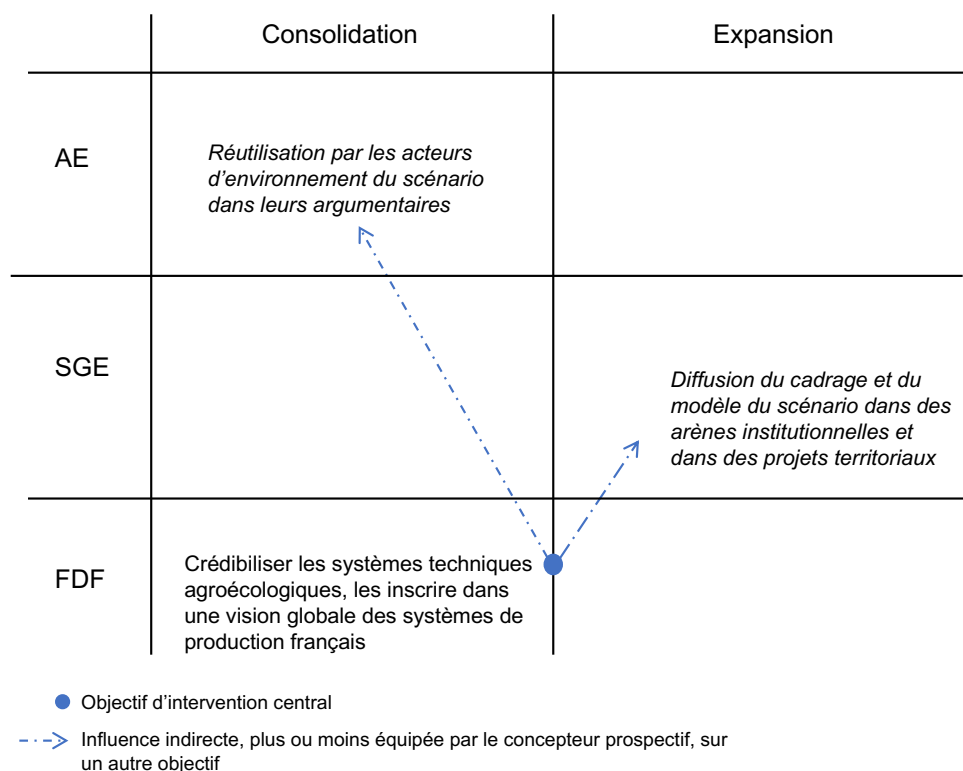 Consolidation
Expansion
AE
Réutilisation par les acteurs
d’environnement du scénario
dans leurs argumentaires
SGE
Diffusion du cadrage et du
modèle du scénario dans des
arènes institutionnelles et
dans des projets territoriaux
FDF
Crédibiliser les systèmes techniques
agroécologiques, les inscrire dans
une vision globale des systèmes de
production français
Objectif d’intervention central
Influence indirecte, plus ou moins équipée par le concepteur prospectif, sur
un autre objectif